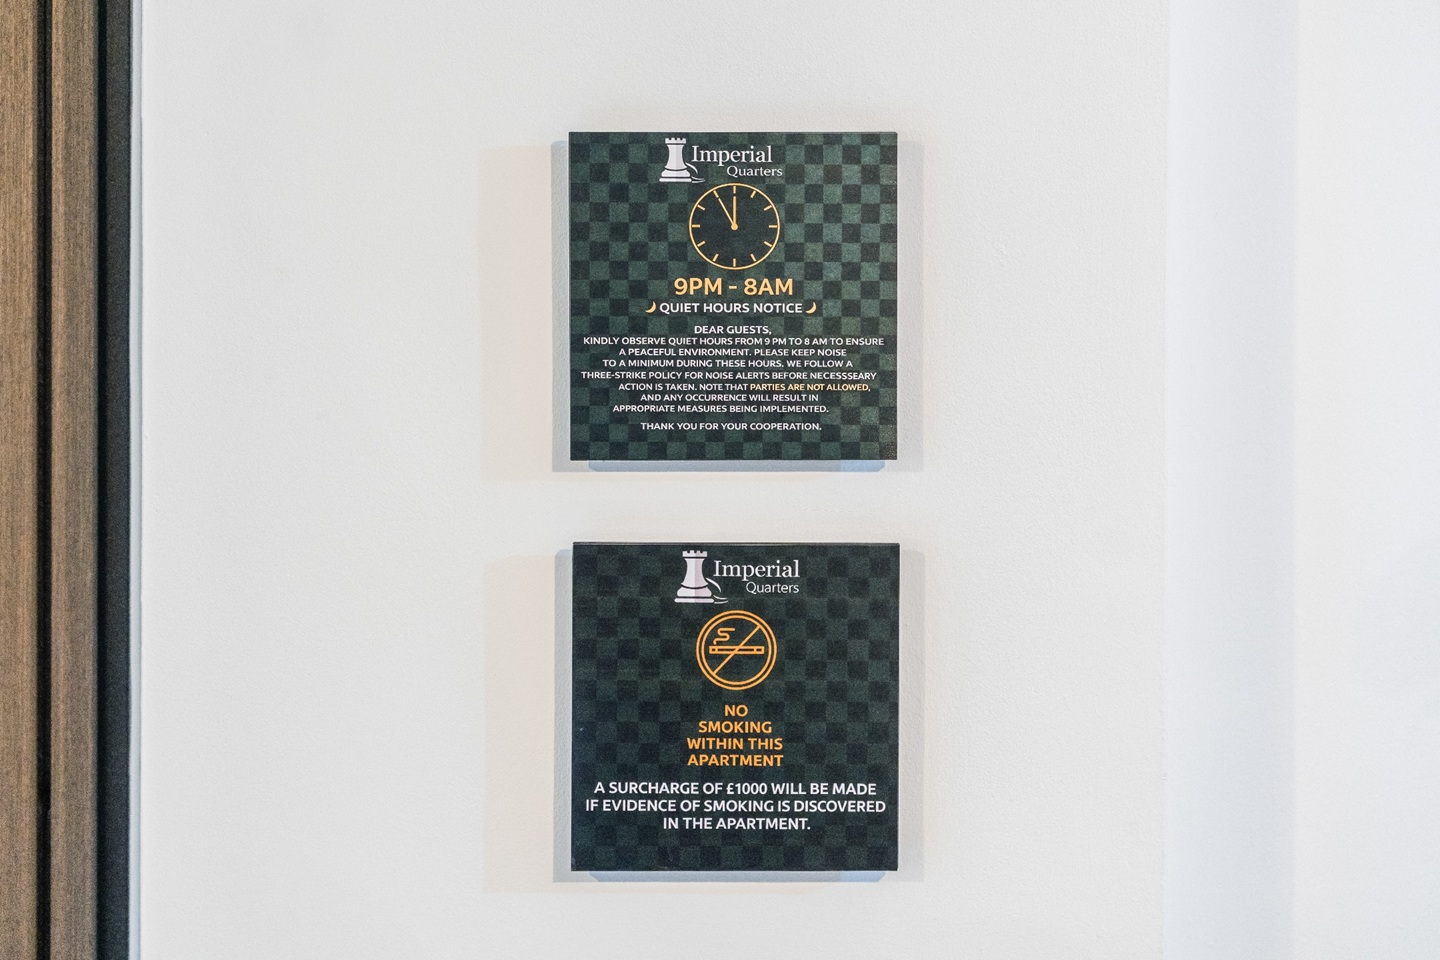 Imperial
Quarters
9PM - 8AM
QUIET HOURS NOTICE
DEAR GUESTS,
KINDLY OBSERVE QUIET HOURS FROM 9 PM TO 8 AM TO ENSURE
A PEACEFUL ENVIRONMENT. PLEASE KEEP NOISE
TO A MINIMUM DURING THESE HOURS. WE FOLLOW A
THREE-STRIKE POLICY FOR NOISE ALERTS BEFORE NECESSSEARY
ACTION IS TAKEN. NOTE THAT PARTIES ARE NOT ALLOWED,
AND ANY OCCURRENCE WILL RESULT IN
APPROPRIATE MEASURES BEING IMPLEMENTED.
THANK YOU FOR YOUR COOPERATION.
Imperial
Quarters
NO
SMOKING
WITHIN THIS
APARTMENT
A SURCHARGE OF £1000 WILL BE MADE
IF EVIDENCE OF SMOKING IS DISCOVERED
IN THE APARTMENT.